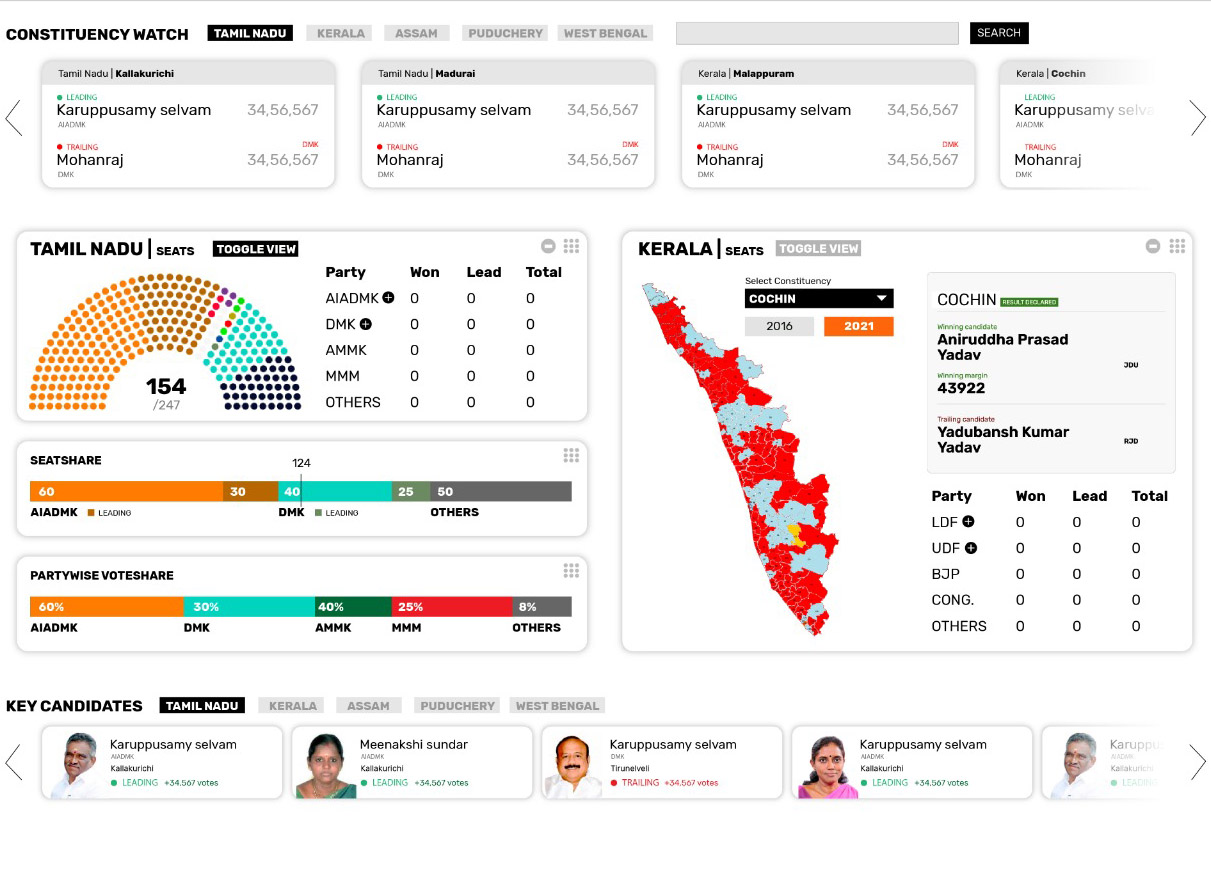 CONSTITUENCY WATCH TAMIL NADU KERALA ASSAM PUDUCHERY WEST BENGAL SEARCH
Tamil Nadu | Kallakurichi
LEADING
Karuppusamy selvam 34,56,567
AIADMK
TRAILING DMK
Mohanraj 34,56,567
DMK
Tamil Nadu | Madurai
LEADING
Karuppusamy selvam 34,56,567
AIADMK
TRAILING DMK
Mohanraj 34,56,567
DMK
Kerala | Malappuram
LEADING
Karuppusamy selvam 34,56,567
AIADMK
TRAILING DMK
Mohanraj 34,56,567
DMK
Kerala | Cochin
LEADING
Karuppusamy selva
AIADMK
TRAILING
Mohanraj
DMK
TAMIL NADU | SEATS TOGGLE VIEW
154
/247
Party Won Lead Total
AIADMK 0 0 0
DMK 0 0 0
AMMK 0 0 0
MMM 0 0 0
OTHERS 0 0 0
SEATSHARE
124
60 30 40 25 50
AIADMK LEADING DMK LEADING OTHERS
PARTYWISE VOTESHARE
60% 30% 40% 25% 8%
AIADMK DMK AMMK MMM OTHERS
KERALA | SEATS TOGGLE VIEW
Select Constituency
COCHIN
2016 2021
COCHIN RESULT DECLARED
Winning candidate
Aniruddha Prasad
Yadav
JDU
Winning margin
43922
Trailing candidate
Yadubansh Kumar
Yadav
RJD
Party Won Lead Total
LDF 0 0 0
UDF 0 0 0
BJP 0 0 0
CONG. 0 0 0
OTHERS 0 0 0
KEY CANDIDATES TAMIL NADU KERALA ASSAM PUDUCHERY WEST BENGAL
Karuppusamy selvam
AIADMK
Kallakurichi
LEADING +34,567 votes
Meenakshi sundar
AIADMK
Kallakurichi
LEADING +34,567 votes
Karuppusamy selvam
DMK
Tirunelveli
TRAILING +34,567 votes
Karuppusamy selvam
AIADMK
Kallakurichi
LEADING +34,567 votes
Karuppus
AIADMK
Kallakurichi
LEADING